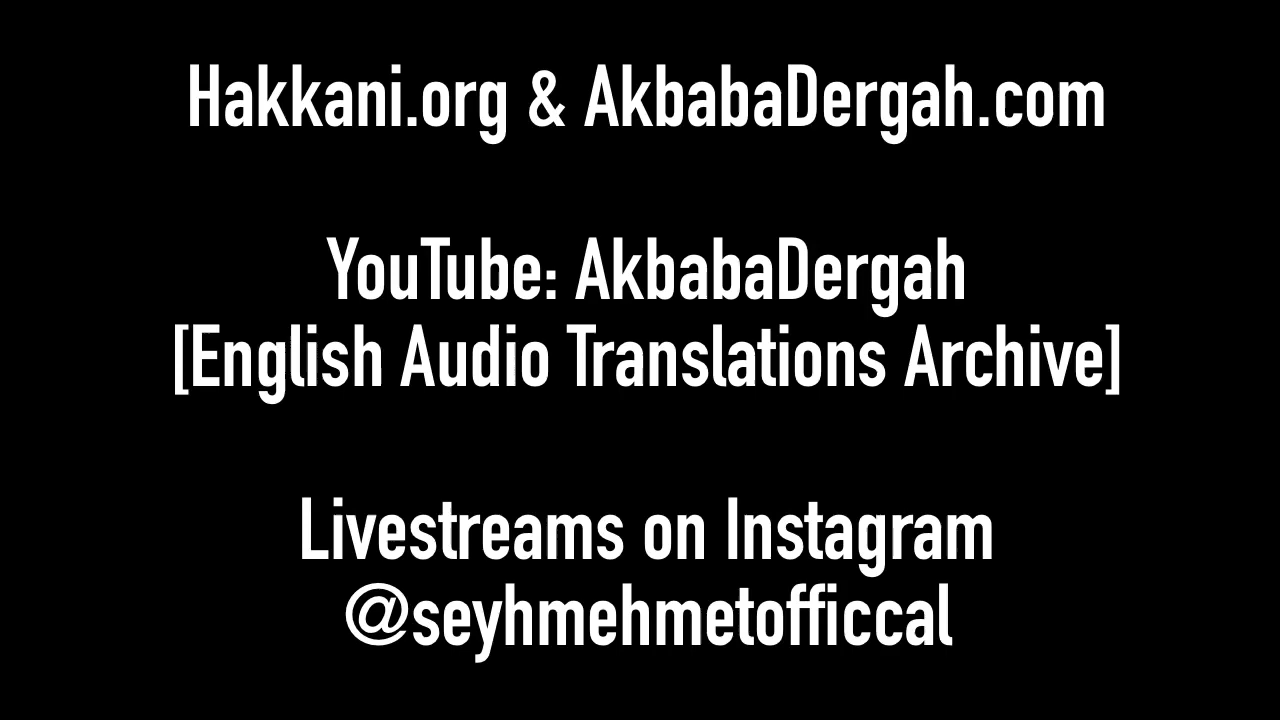 Hakkani.org & AkbabaDergah.com
YouTube: AkbabaDergah
[English Audio Translations Archive]
Livestreams on Instagram
@seyhmehmetofficcal